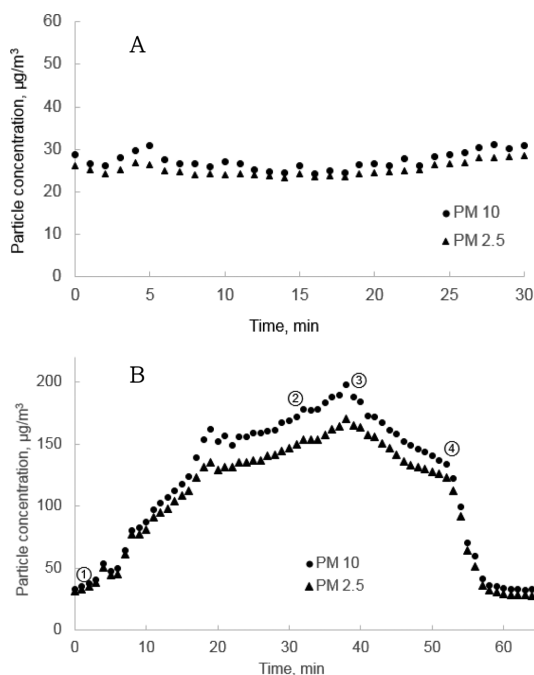 A
Particle concentration, μg/m³
60
50
40
30
20
10
0
PM 10
PM 2.5
0 5 10 15 20 25 30
Time, min
B
Particle concentration, μg/m³
200
150
100
50
0
①
②
③
④
PM 10
PM 2.5
0 10 20 30 40 50 60
Time, min